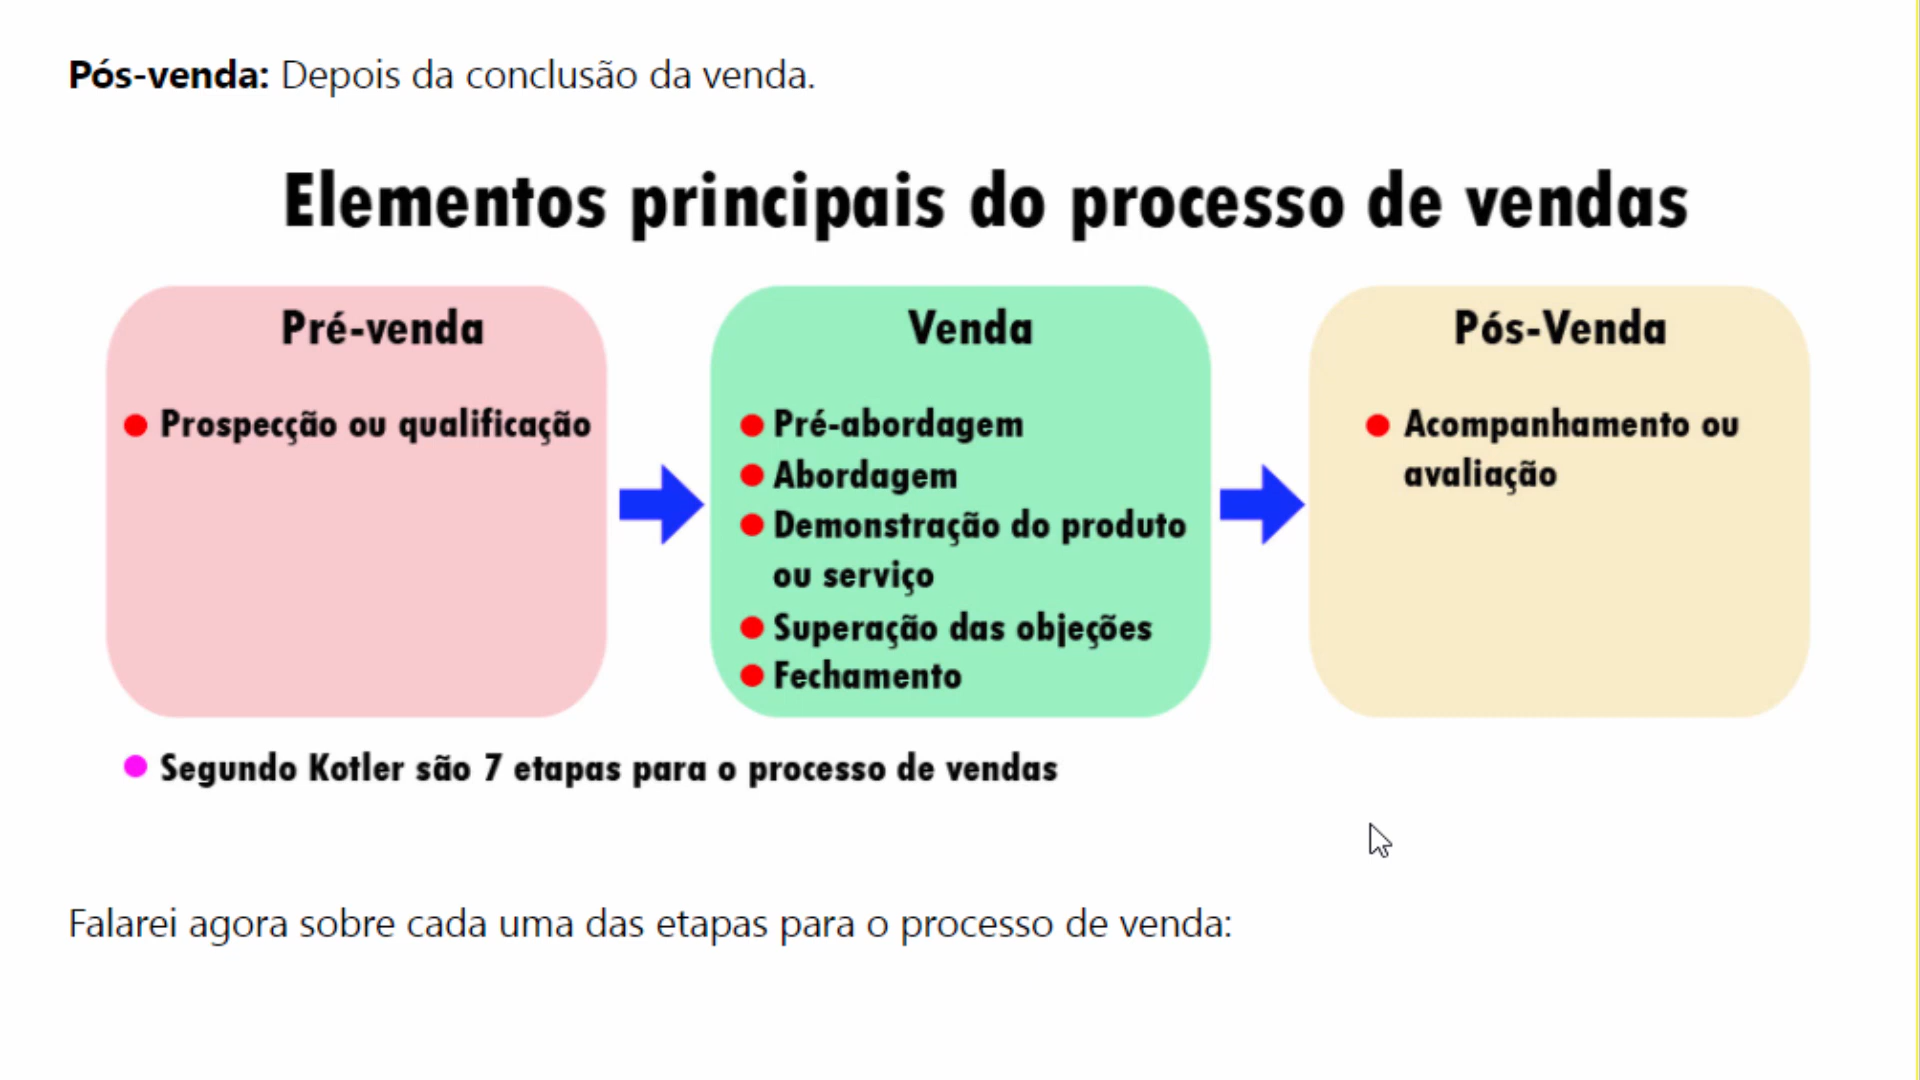 Pós-venda: Depois da conclusão da venda.
Elementos principais do processo de vendas
Pré-venda
Prospecção ou qualificação
Venda
Pré-abordagem
Abordagem
Demonstração do produto
ou serviço
Superação das objeções
Fechamento
Pós-Venda
Acompanhamento ou
avaliação
Segundo Kotler são 7 etapas para o processo de vendas
Falarei agora sobre cada uma das etapas para o processo de venda: